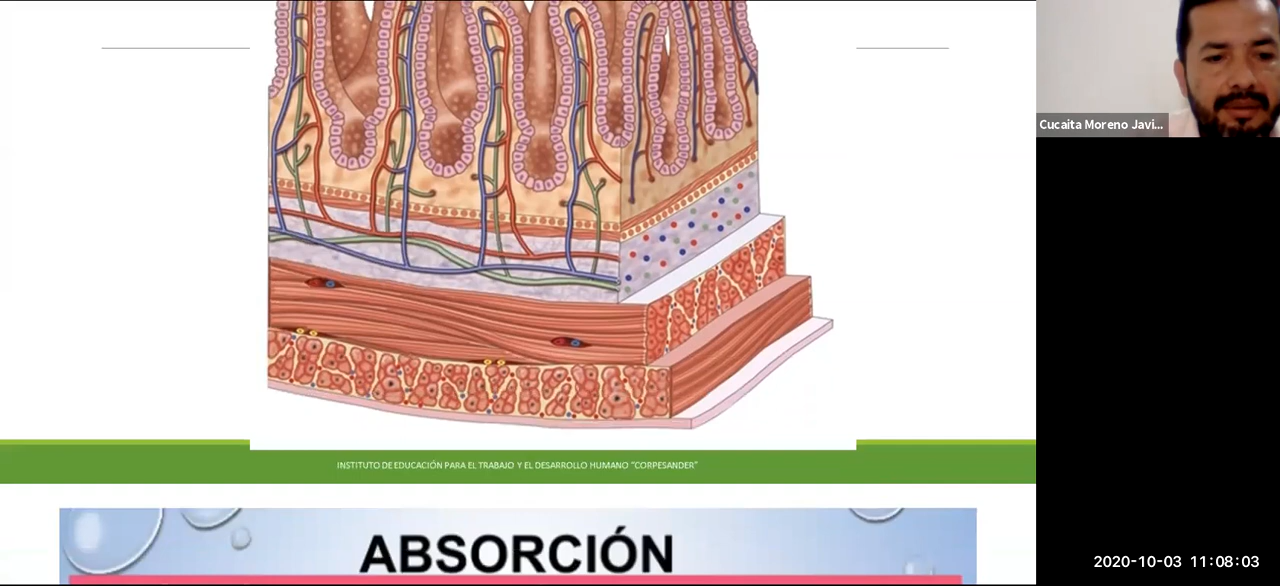 Cucaita Moreno Javi...
INSTITUTO DE EDUCACIÓN PARA EL TRABAJO Y EL DESARROLLO HUMANO "CORPESANDER"
ABSORCIÓN
2020-10-03 11:08:03